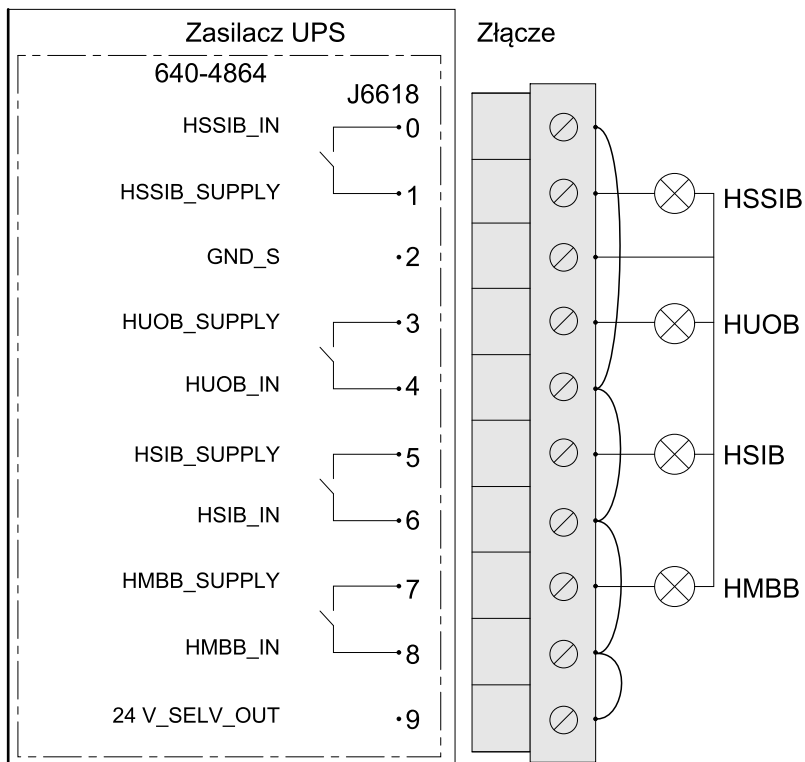 Zasilacz UPS
Złącze
640-4864
J6618
HSSIB_IN
0
HSSIB_SUPPLY
1
HSSIB
GND_S
2
HUOB_SUPPLY
3
HUOB
HUOB_IN
4
HSIB_SUPPLY
5
HSIB
HSIB_IN
6
HMBB_SUPPLY
7
HMBB
HMBB_IN
8
24 V_SELV_OUT
9